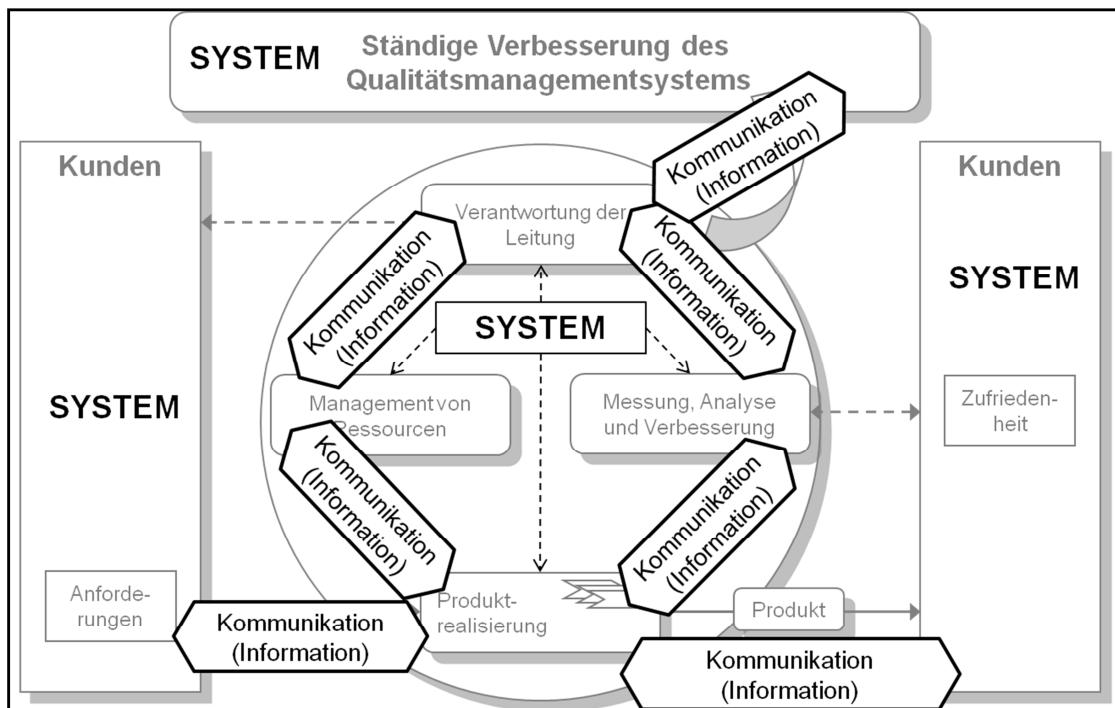 SYSTEM
Ständige Verbesserung des
Qualitätsmanagementsystems
Kunden
SYSTEM
Anforde-
rungen
Kommunikation
(Information)
Verantwortung der
Leitung
Kommunikation
(Information)
Kommunikation
(Information)
Kommunikation
(Information)
SYSTEM
Management von
Ressourcen
Messung, Analyse
und Verbesserung
Kommunikation
(Information)
Kommunikation
(Information)
Produkt-
realisierung
Produkt
Kommunikation
(Information)
Kunden
SYSTEM
Zufrieden-
heit